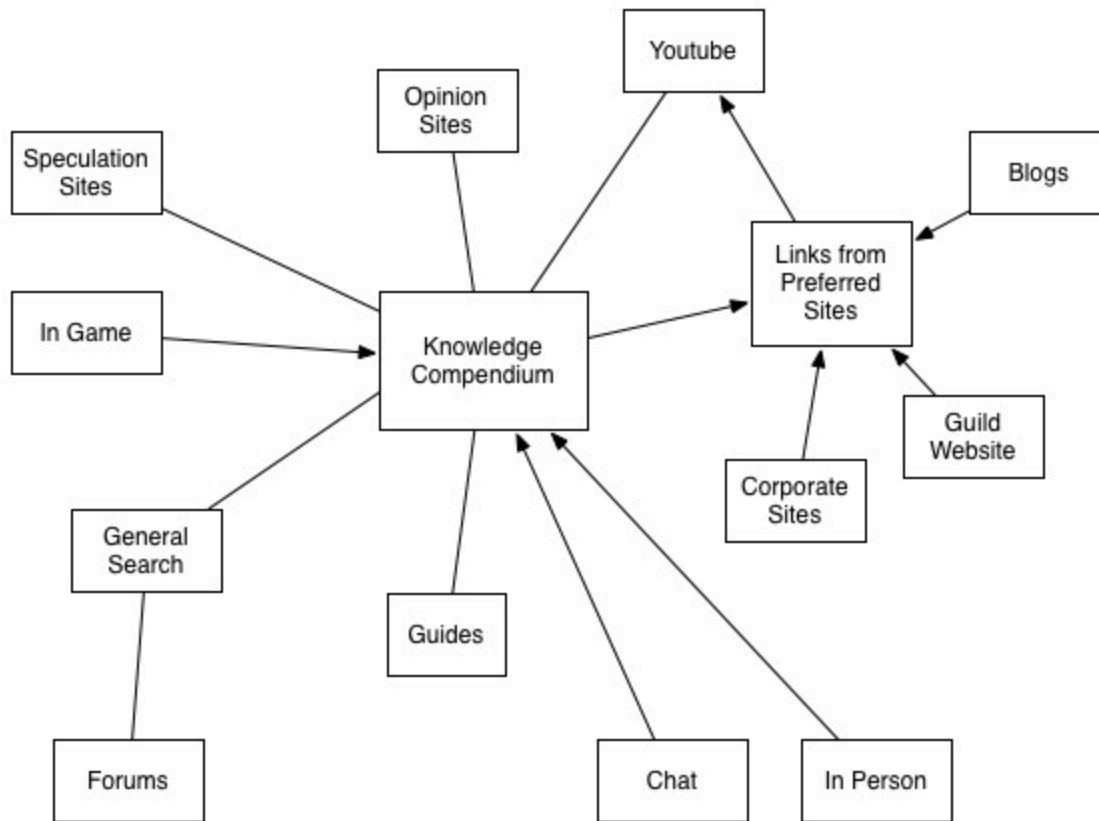 Youtube
Opinion
Sites
Speculation
Sites
Blogs
Links from
Preferred
Sites
In Game
Knowledge
Compendium
Guild
Website
Corporate
Sites
General
Search
Guides
Forums
Chat
In Person